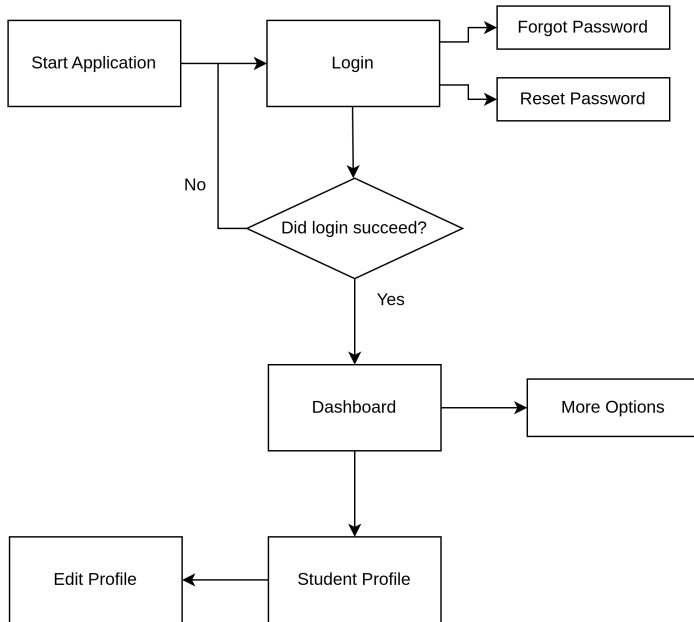 Start Application
Login
Forgot Password
Reset Password
No
Did login succeed?
Yes
Dashboard
More Options
Edit Profile
Student Profile